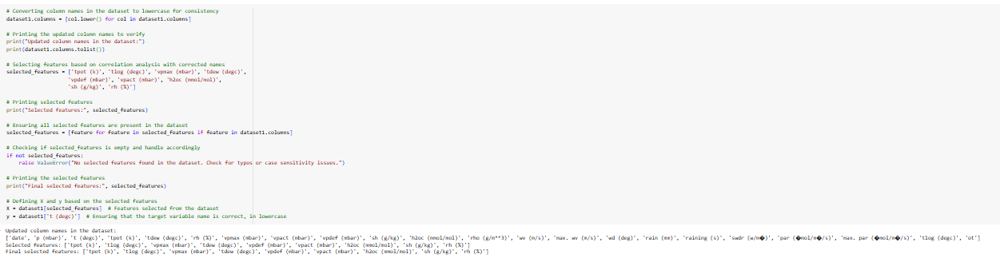 # Converting column names in the dataset to lowercase for consistency
dataset1.columns = [col.lower() for col in dataset1.columns]
# Printing the updated column names to verify
print("Updated column names in the dataset:")
print(dataset1.columns.tolist())
# Selecting features based on correlation analysis with corrected names
selected_features = ['tpot (k)', 'tlog (degc)', 'vpmax (mbar)', 'tdew (degc)',
'vpdef (mbar)', 'vpact (mbar)', 'h2oc (mmol/mol)',
'sh (g/kg)', 'rh (%)']
# Printing selected features
print("Selected features:", selected_features)
# Ensuring all selected features are present in the dataset
selected_features = [feature for feature in selected_features if feature in dataset1.columns]
# Checking if selected_features is empty and handle accordingly
if not selected_features:
raise ValueError("No selected features found in the dataset. Check for typos or case sensitivity issues.")
# Printing the selected features
print("Final selected features:", selected_features)
# Defining X and y based on the selected features
X = dataset1[selected_features] # Features selected from the dataset
y = dataset1['t (degc)'] # Ensuring that the target variable name is correct, in lowercase
Updated column names in the dataset:
['date', 'p (mbar)', 't (degc)', 'tpot (k)', 'tdew (degc)', 'rh (%)', 'vpmax (mbar)', 'vpact (mbar)', 'vpdef (mbar)', 'sh (g/kg)', 'h2oc (mmol/mol)', 'rho (g/m**3)', 'wv (m/s)', 'max. wv (m/s)', 'wd (deg)', 'rain (mm)', 'raining (s)', 'swdr (w/m�)', 'par (�mol/m�/s)', 'max. par (�mol/m�/s)', 'tlog (degc)', 'ot']
Selected features: ['tpot (k)', 'tlog (degc)', 'vpmax (mbar)', 'tdew (degc)', 'vpdef (mbar)', 'vpact (mbar)', 'h2oc (mmol/mol)', 'sh (g/kg)', 'rh (%)']
Final selected features: ['tpot (k)', 'tlog (degc)', 'vpmax (mbar)', 'tdew (degc)', 'vpdef (mbar)', 'vpact (mbar)', 'h2oc (mmol/mol)', 'sh (g/kg)', 'rh (%)']